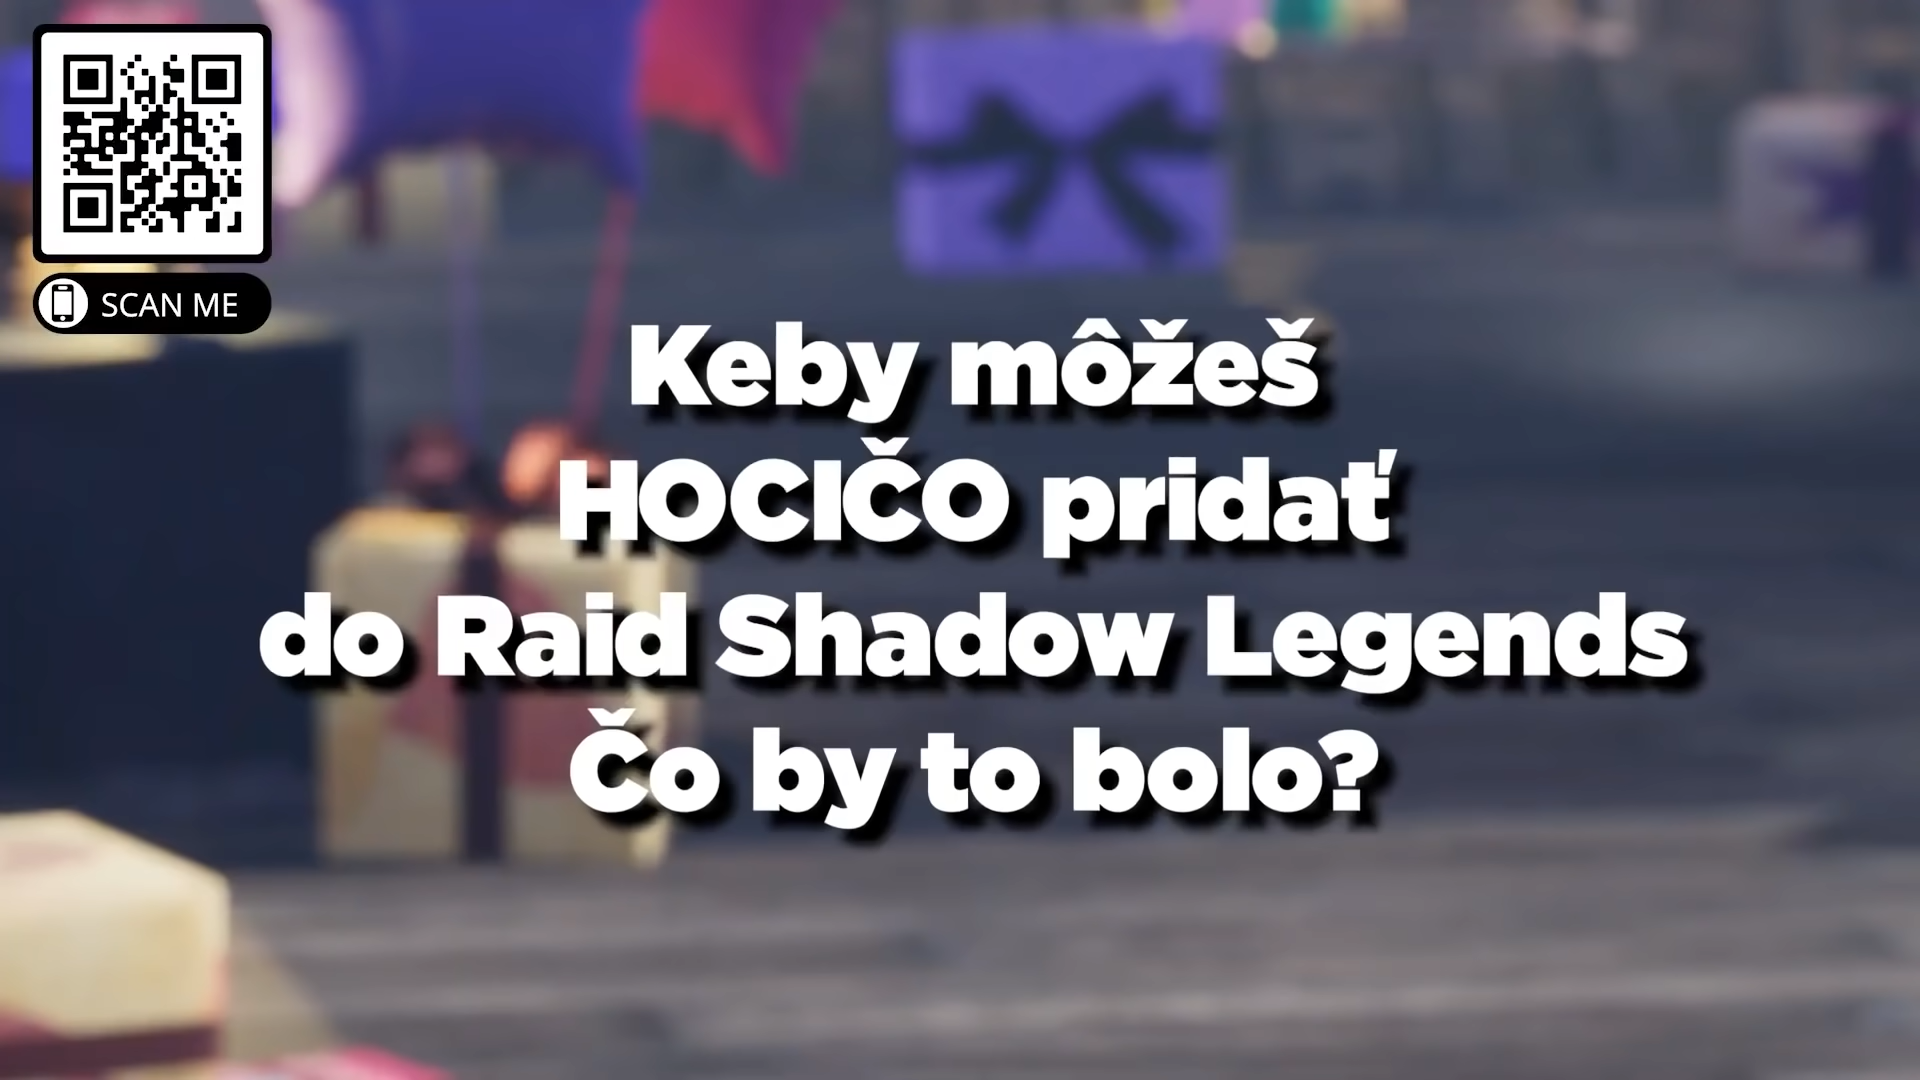 SCAN ME
Keby môžeš
HOCIČO pridať
do Raid Shadow Legends
Čo by to bolo?